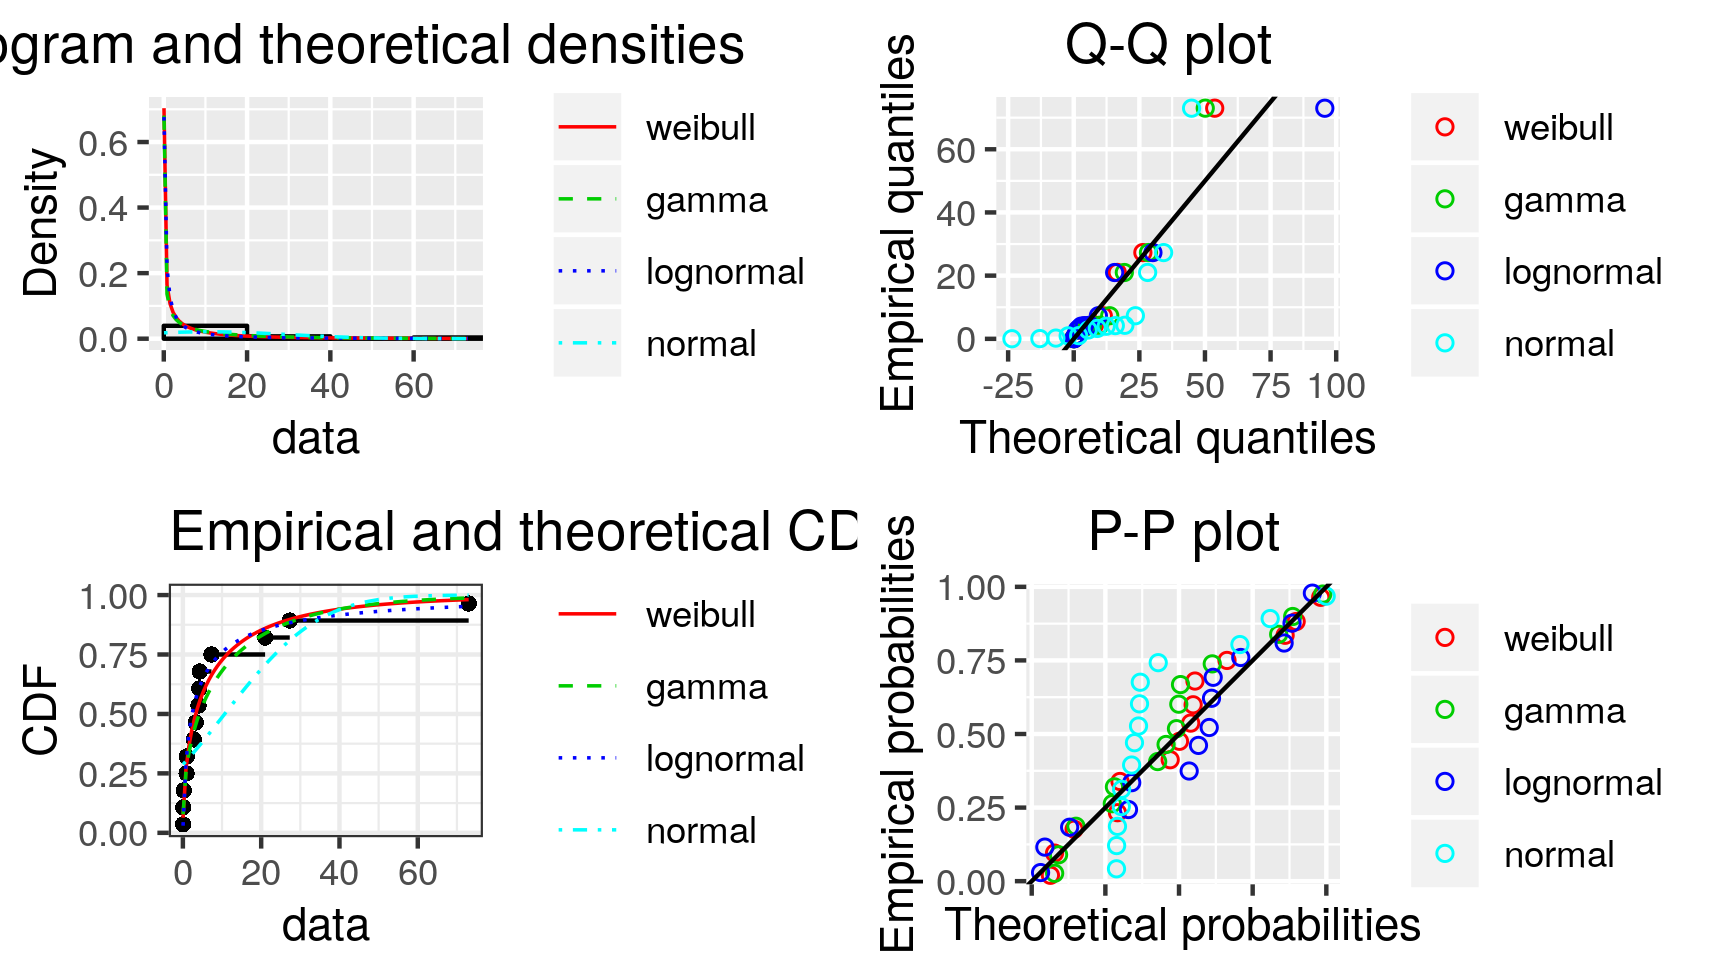 ogram and theoretical densities
Density
0.6
0.4
0.2
0.0
0 20 40 60
data
weibull
gamma
lognormal
normal
Q-Q plot
Empirical quantiles
60
40
20
0
-25 0 25 50 75 100
Theoretical quantiles
weibull
gamma
lognormal
normal
Empirical and theoretical CD
CDF
1.00
0.75
0.50
0.25
0.00
0 20 40 60
data
weibull
gamma
lognormal
normal
P-P plot
Empirical probabilities
1.00
0.75
0.50
0.25
0.00
Theoretical probabilities
weibull
gamma
lognormal
normal